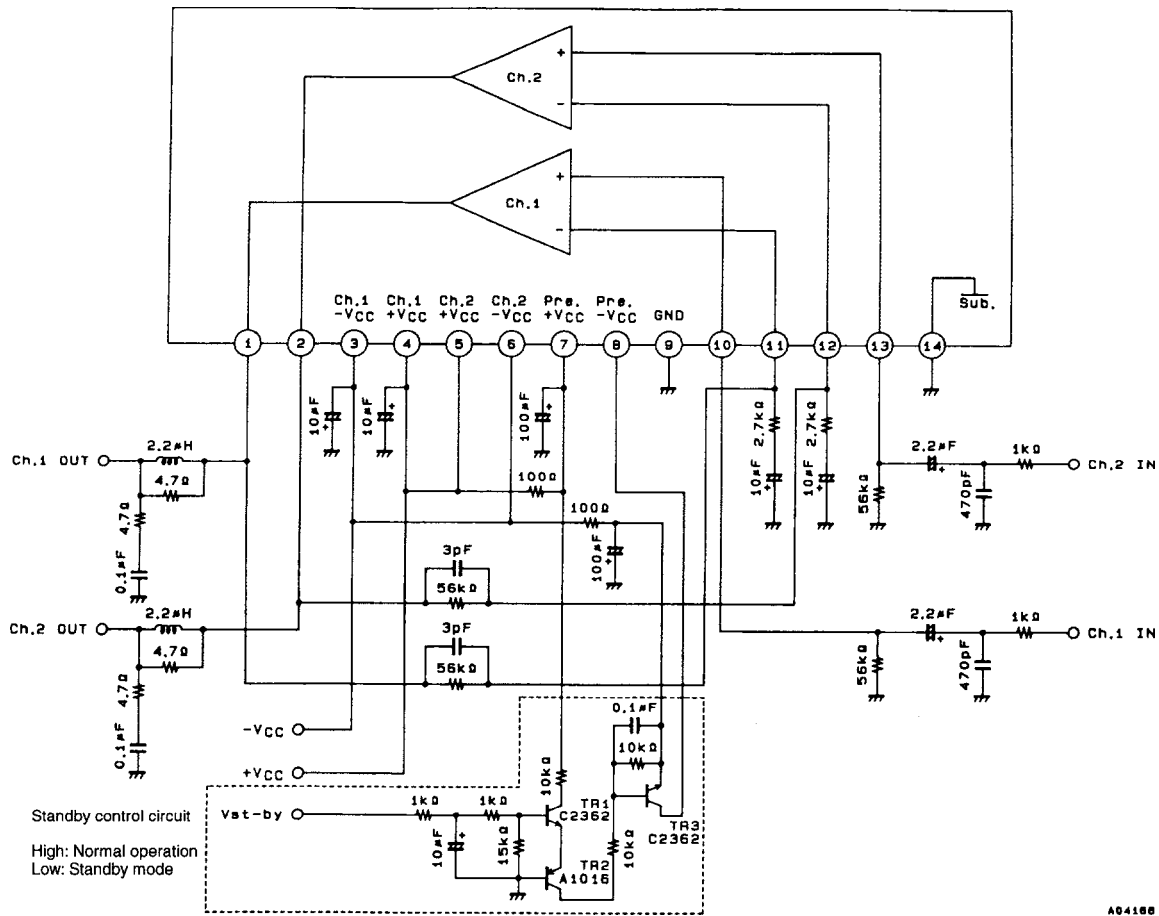 Ch.2
+
-
Ch.1
+
-
Sub.
Ch.1 -VCC
Ch.1 +VCC
Ch.2 +VCC
Ch.2 -VCC
Pre. +VCC
Pre. -VCC
GND
1 2 3 4 5 6 7 8 9 10 11 12 13 14
10μF
+
10μF
+
100μF
+
2.7kΩ
2.7kΩ
10μF
+
10μF
+
Ch.1 OUT
2.2μH
4.7Ω
4.7Ω
0.1μF
100Ω
100Ω
100μF
+
56kΩ
2.2μF
+
470pF
1kΩ
Ch.2 IN
3pF
56kΩ
Ch.2 OUT
2.2μH
4.7Ω
4.7Ω
0.1μF
3pF
56kΩ
56kΩ
2.2μF
+
470pF
1kΩ
Ch.1 IN
-VCC
+VCC
0.1μF
10kΩ
10kΩ
Standby control circuit
Vst-by
1kΩ
1kΩ
TR1
C2362
TR3
C2362
High: Normal operation
Low: Standby mode
10μF
+
15kΩ
TR2
A1016
10kΩ
A04166